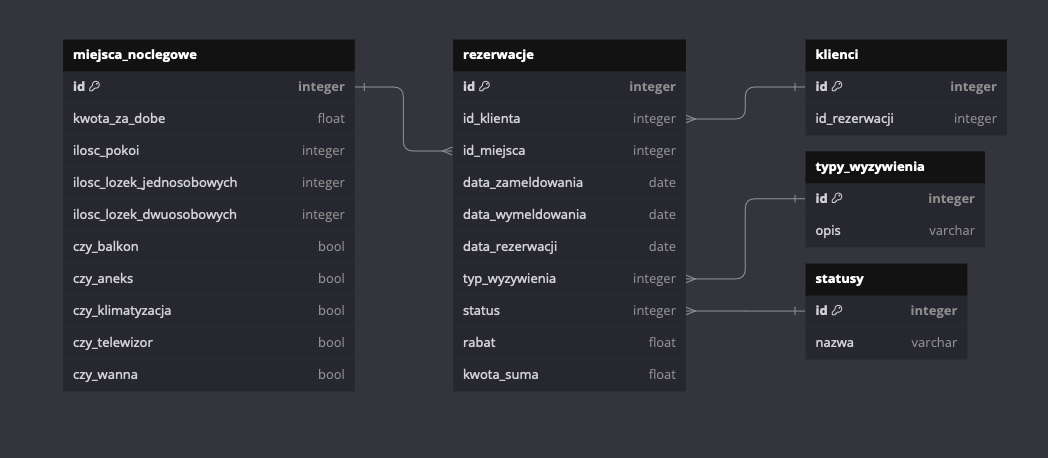 miejsca_noclegowe
id integer
kwota_za_dobe float
ilosc_pokoi integer
ilosc_lozek_jednosobowych integer
ilosc_lozek_dwuosobowych integer
czy_balkon bool
czy_aneks bool
czy_klimatyzacja bool
czy_telewizor bool
czy_wanna bool
rezerwacje
id integer
id_klienta integer
id_miejsca integer
data_zameldowania date
data_wymeldowania date
data_rezerwacji date
typ_wyzywienia integer
status integer
rabat float
kwota_suma float
klienci
id integer
id_rezerwacji integer
typy_wyzywienia
id integer
opis varchar
statusy
id integer
nazwa varchar